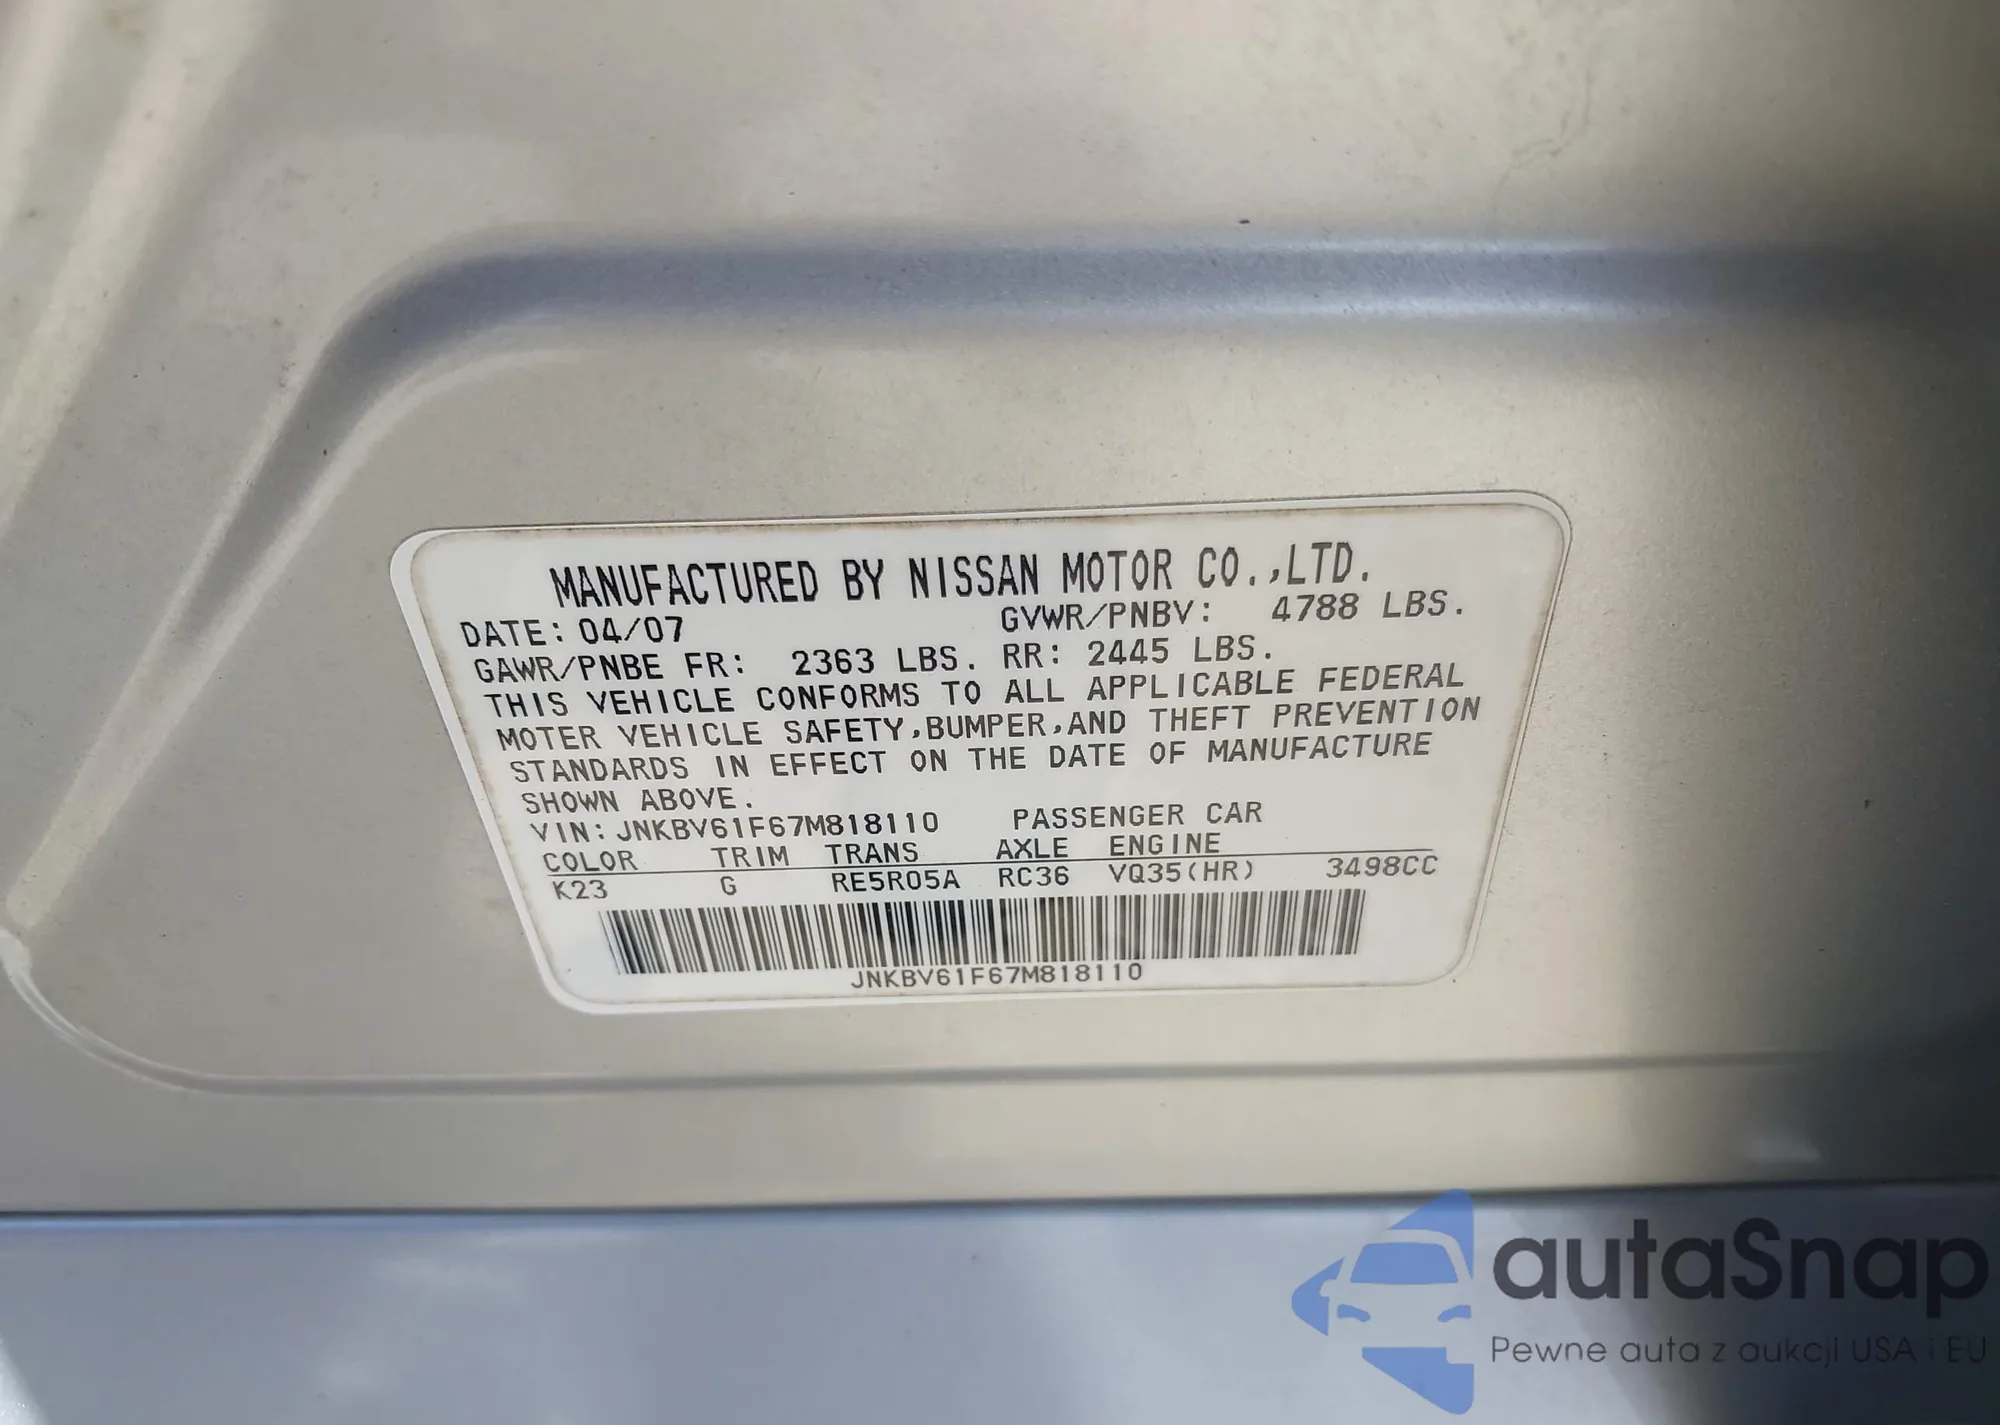 MANUFACTURED BY NISSAN MOTOR CO.,LTD.
DATE: 04/07 GVWR/PNBV: 4788 LBS.
GAWR/PNBE FR: 2363 LBS. RR: 2445 LBS.
THIS VEHICLE CONFORMS TO ALL APPLICABLE FEDERAL
MOTER VEHICLE SAFETY,BUMPER,AND THEFT PREVENTION
STANDARDS IN EFFECT ON THE DATE OF MANUFACTURE
SHOWN ABOVE.
VIN: JNKBV61F67M818110 PASSENGER CAR
COLOR TRIM TRANS AXLE ENGINE
K23 G RE5R05A RC36 VQ35(HR) 3498CC
JNKBV61F67M818110
autaSnap
Pewne auta z aukcji USA i EU